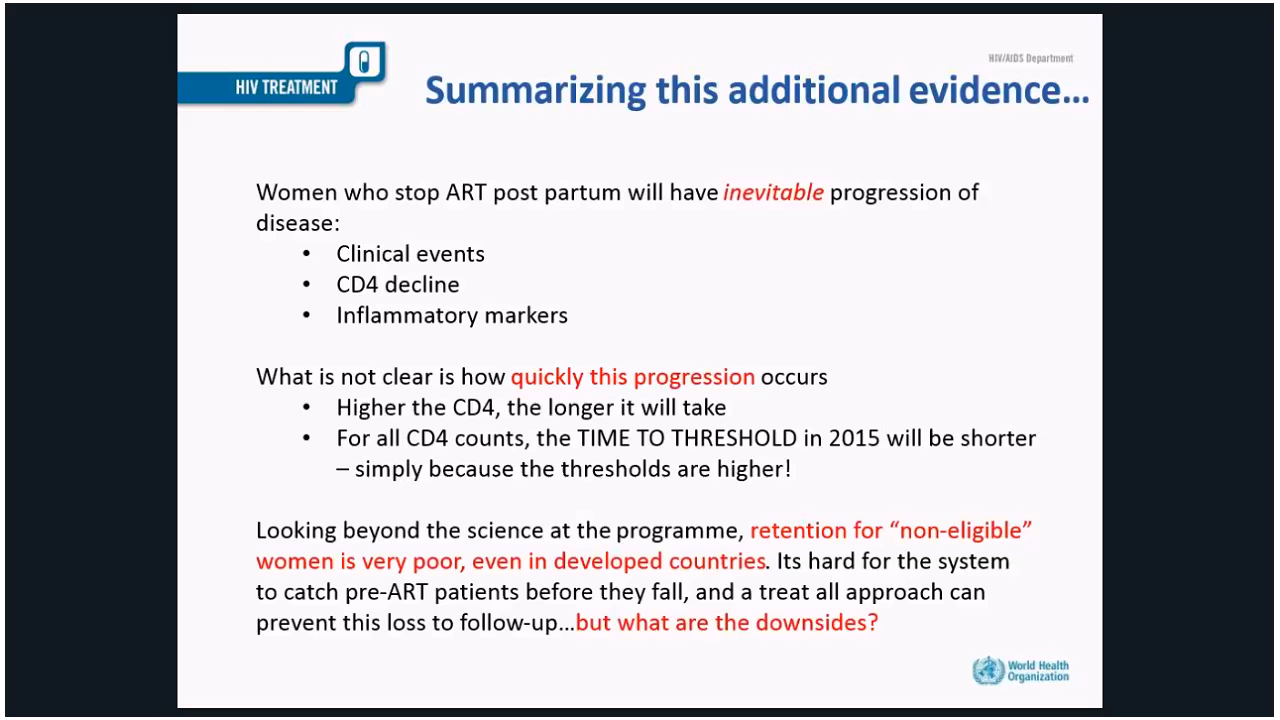 HIV/AIDS Department
HIV TREATMENT
Summarizing this additional evidence...
Women who stop ART post partum will have inevitable progression of
disease:
• Clinical events
• CD4 decline
• Inflammatory markers
What is not clear is how quickly this progression occurs
• Higher the CD4, the longer it will take
• For all CD4 counts, the TIME TO THRESHOLD in 2015 will be shorter
– simply because the thresholds are higher!
Looking beyond the science at the programme, retention for “non-eligible”
women is very poor, even in developed countries. Its hard for the system
to catch pre-ART patients before they fall, and a treat all approach can
prevent this loss to follow-up…but what are the downsides?
World Health
Organization